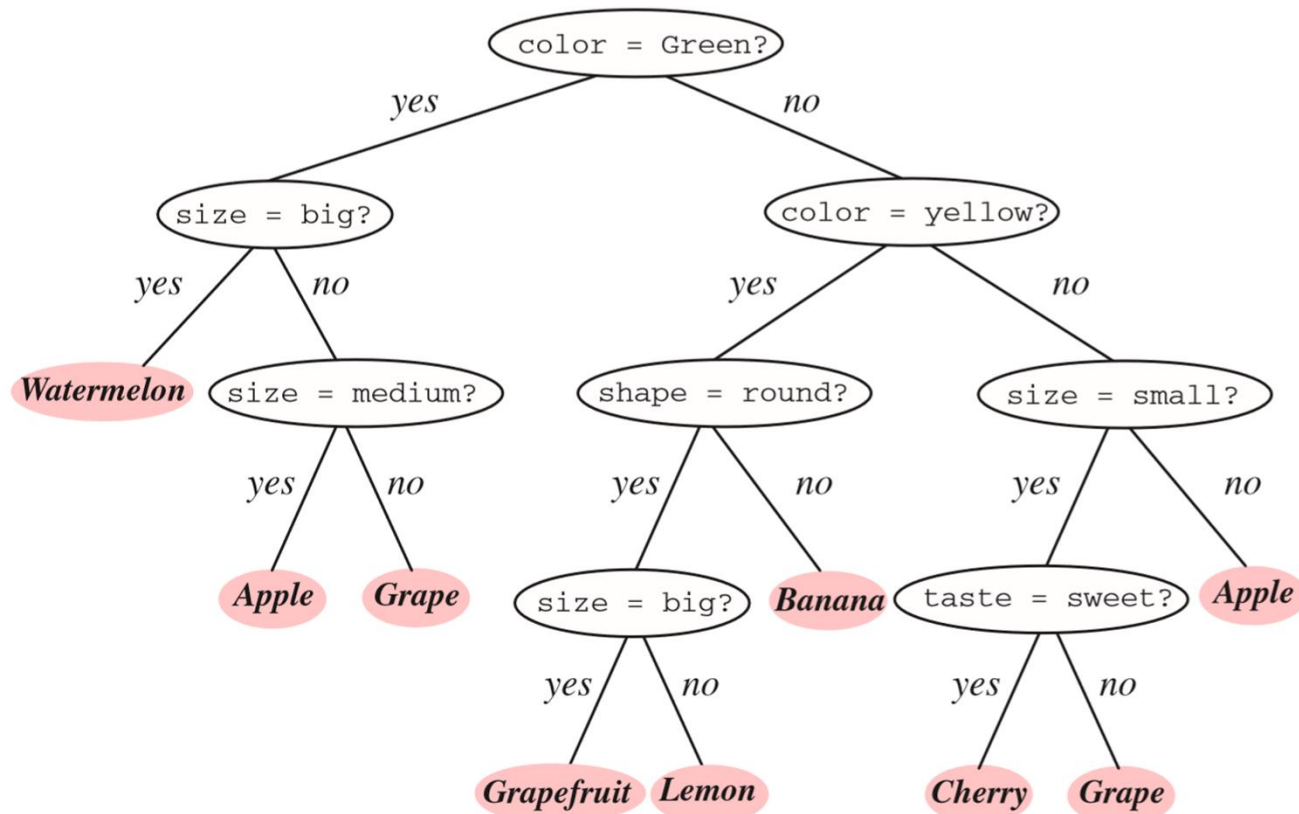 color = Green?
yes
no
size = big?
color = yellow?
yes
no
yes
no
Watermelon
size = medium?
shape = round?
size = small?
yes
no
yes
no
yes
no
Apple
Grape
size = big?
Banana
taste = sweet?
Apple
yes
no
yes
no
Grapefruit
Lemon
Cherry
Grape